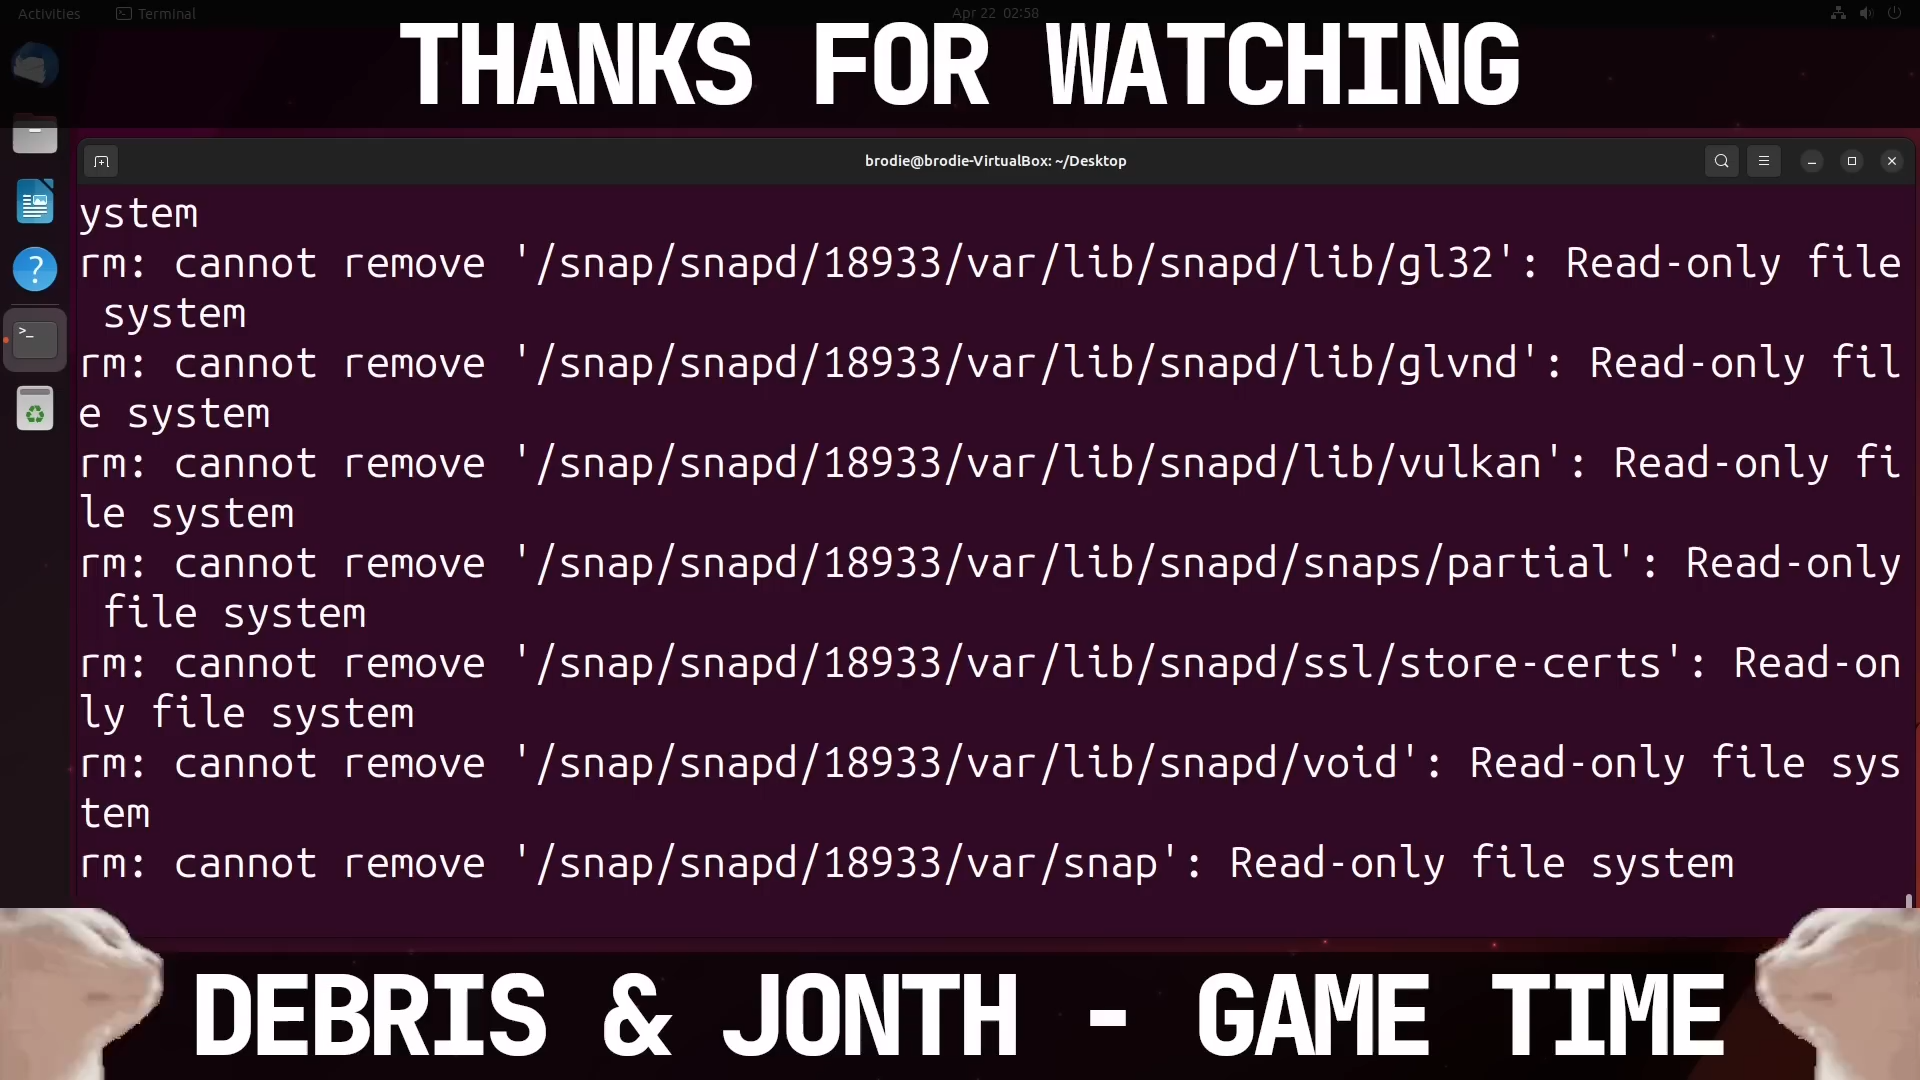 Activities Terminal Apr 22 02:58
THANKS FOR WATCHING
brodie@brodie-VirtualBox: ~/Desktop
ystem
rm: cannot remove '/snap/snapd/18933/var/lib/snapd/lib/gl32': Read-only file
 system
rm: cannot remove '/snap/snapd/18933/var/lib/snapd/lib/glvnd': Read-only fil
e system
rm: cannot remove '/snap/snapd/18933/var/lib/snapd/lib/vulkan': Read-only fi
le system
rm: cannot remove '/snap/snapd/18933/var/lib/snapd/snaps/partial': Read-only
 file system
rm: cannot remove '/snap/snapd/18933/var/lib/snapd/ssl/store-certs': Read-on
ly file system
rm: cannot remove '/snap/snapd/18933/var/lib/snapd/void': Read-only file sys
tem
rm: cannot remove '/snap/snapd/18933/var/snap': Read-only file system
DEBRIS & JONTH - GAME TIME